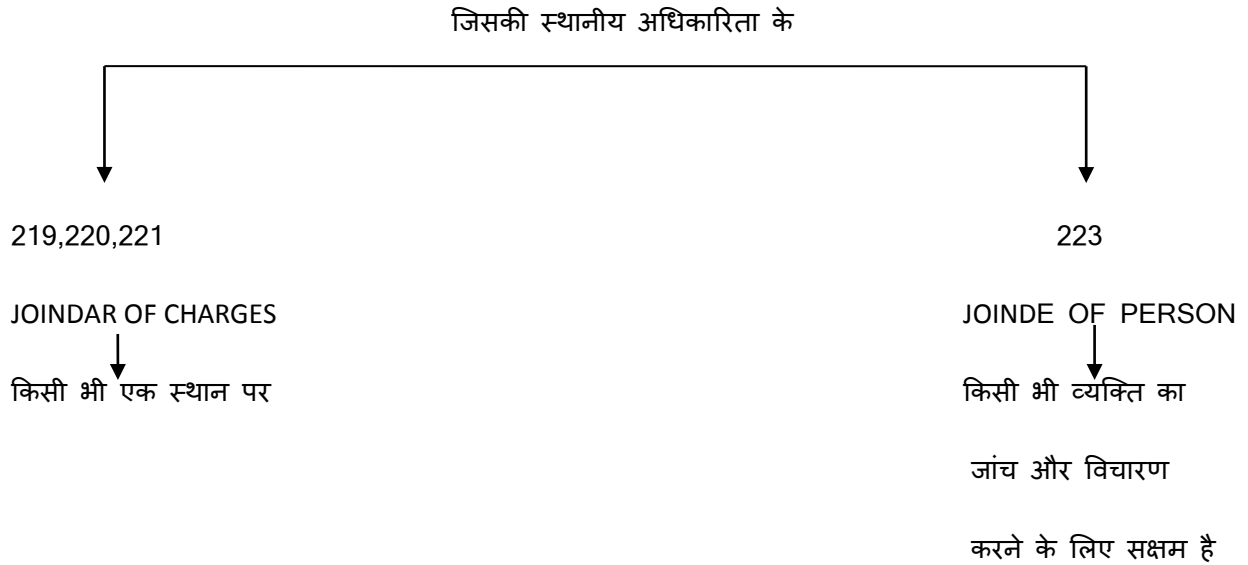 जिसकी स्थानीय अधिकारिता के
219,220,221
JOINDAR OF CHARGES
किसी भी एक स्थान पर
223
JOINDE OF PERSON
किसी भी व्यक्ति का
जांच और विचारण
करने के लिए सक्षम है